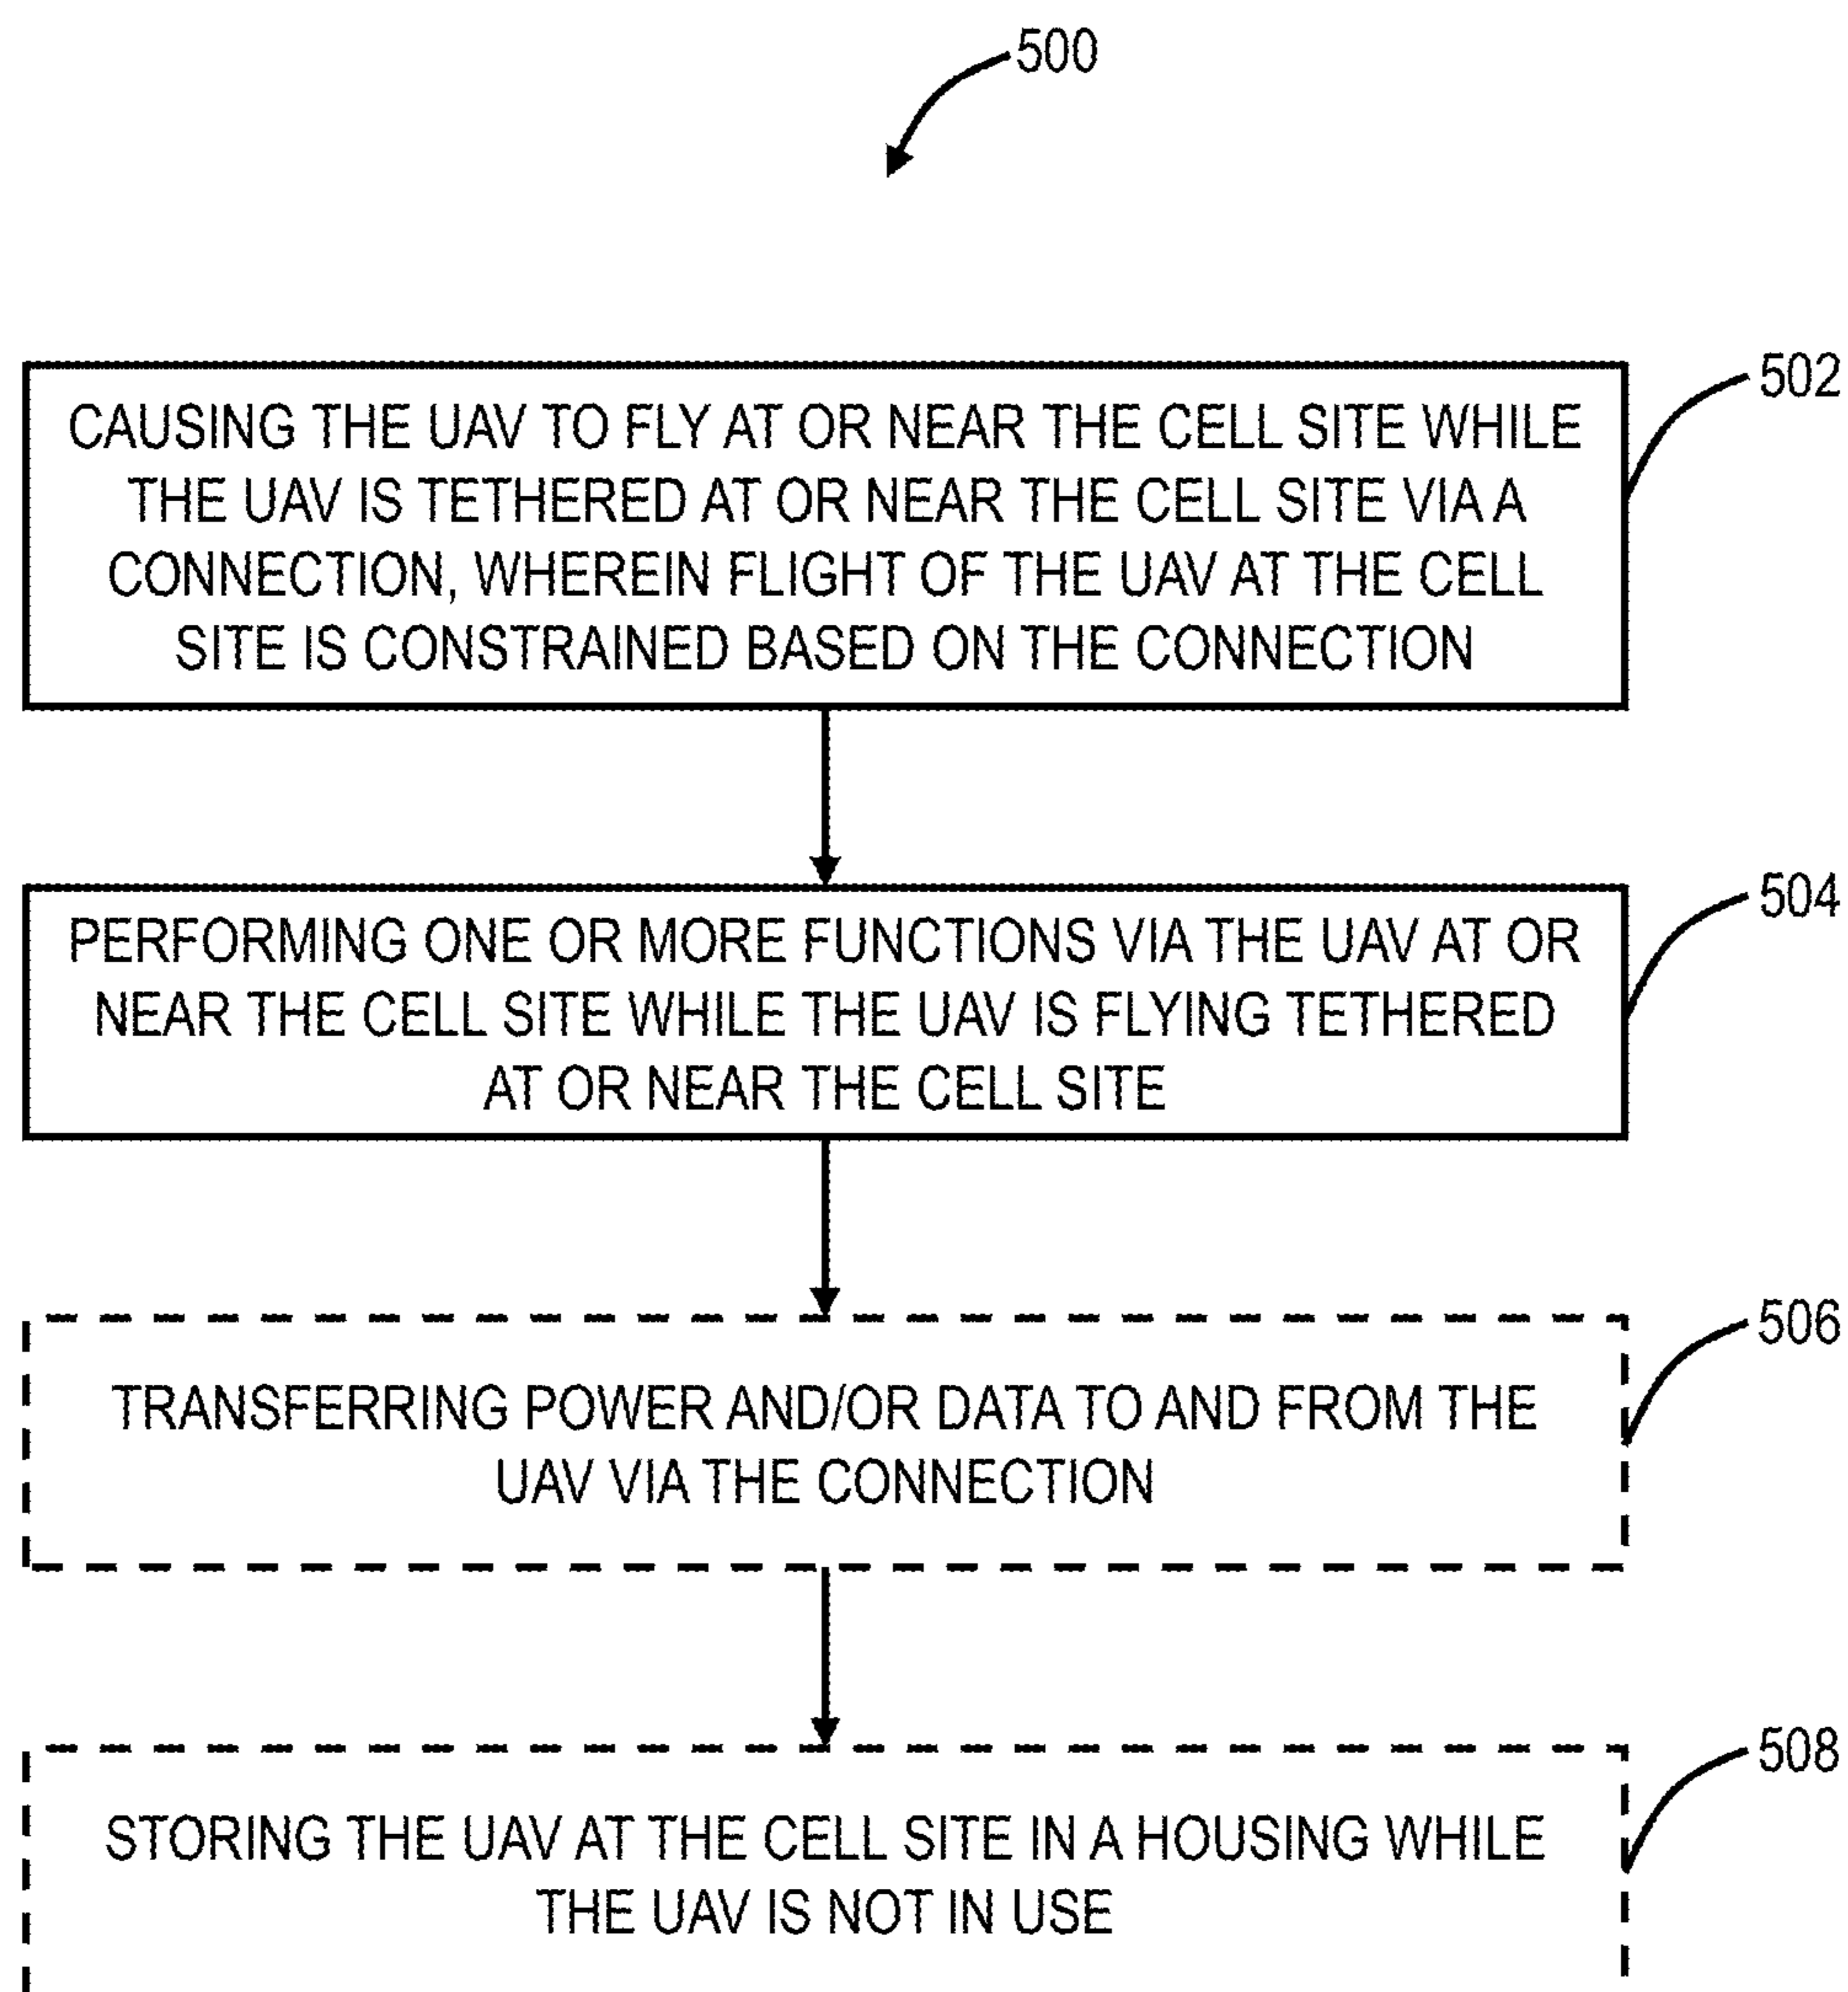 500
502
CAUSING THE UAV TO FLY AT OR NEAR THE CELL SITE WHILE
THE UAV IS TETHERED AT OR NEAR THE CELL SITE VIA A
CONNECTION, WHEREIN FLIGHT OF THE UAV AT THE CELL
SITE IS CONSTRAINED BASED ON THE CONNECTION
504
PERFORMING ONE OR MORE FUNCTIONS VIA THE UAV AT OR
NEAR THE CELL SITE WHILE THE UAV IS FLYING TETHERED
AT OR NEAR THE CELL SITE
506
TRANSFERRING POWER AND/OR DATA TO AND FROM THE
UAV VIA THE CONNECTION
508
STORING THE UAV AT THE CELL SITE IN A HOUSING WHILE
THE UAV IS NOT IN USE